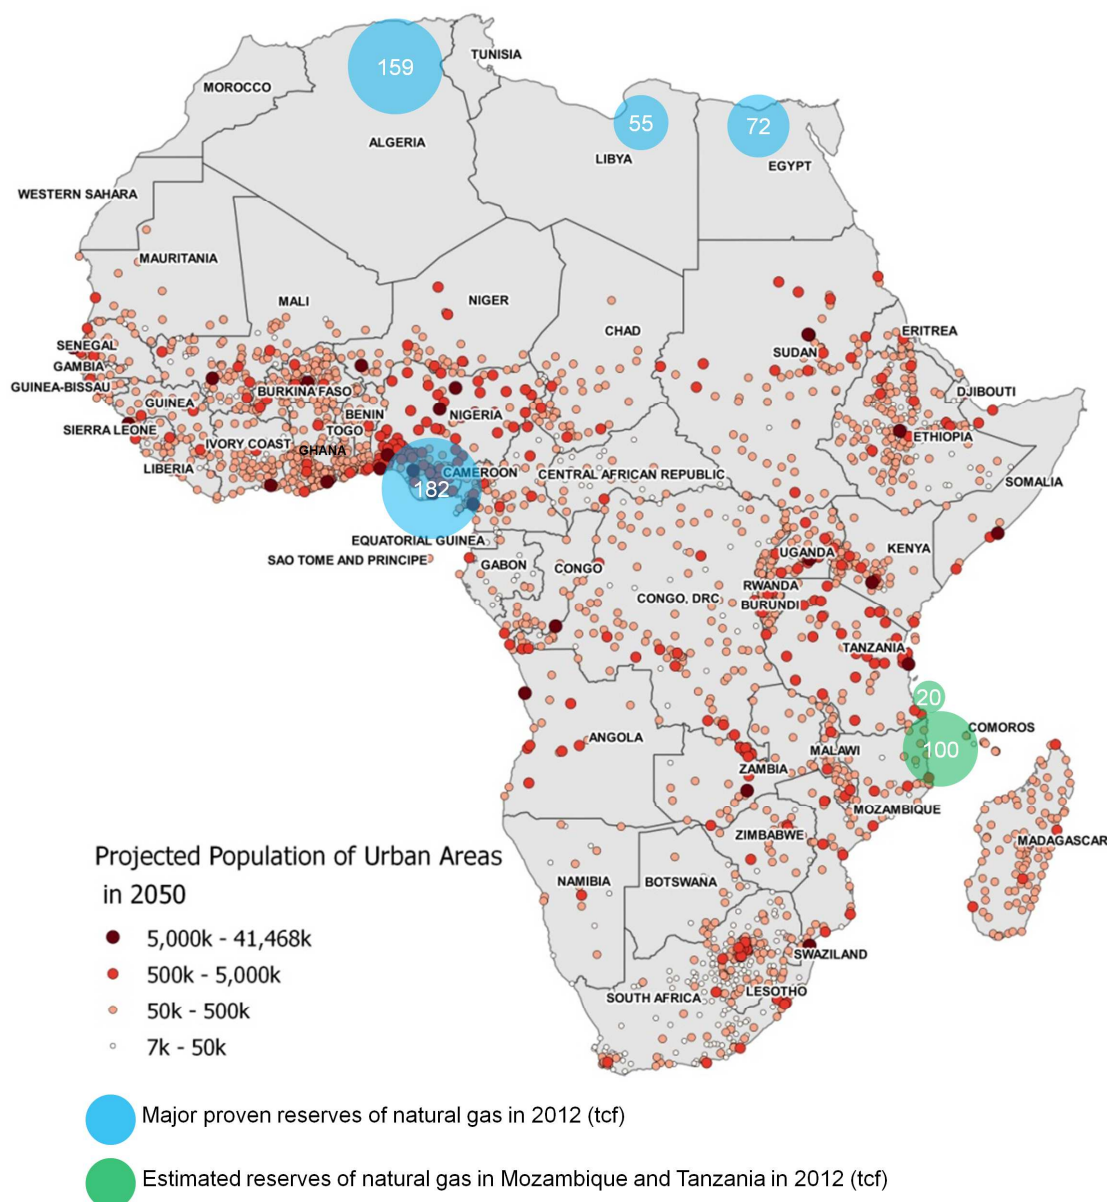 159
TUNISIA
MOROCCO
55
72
ALGERIA
LIBYA
EGYPT
WESTERN SAHARA
MAURITANIA
MALI
NIGER
CHAD
ERITREA
SENEGAL
SUDAN
GAMBIA
GUINEA-BISSAU
BURKINA FASO
DJIBOUTI
GUINEA
BENIN
NIGERIA
SIERRA LEONE
TOGO
ETHIOPIA
IVORY COAST
GHANA
LIBERIA
CAMEROON
CENTRAL AFRICAN REPUBLIC
SOMALIA
182
EQUATORIAL GUINEA
KENYA
UGANDA
SAO TOME AND PRINCIPE
GABON
CONGO
RWANDA
CONGO, DRC
BURUNDI
TANZANIA
20
COMOROS
ANGOLA
MALAWI
100
ZAMBIA
MOZAMBIQUE
ZIMBABWE
MADAGASCAR
Projected Population of Urban Areas
in 2050
NAMIBIA
BOTSWANA
5,000k - 41,468k
SWAZILAND
500k - 5,000k
LESOTHO
SOUTH AFRICA
50k - 500k
7k - 50k
Major proven reserves of natural gas in 2012 (tcf)
Estimated reserves of natural gas in Mozambique and Tanzania in 2012 (tcf)